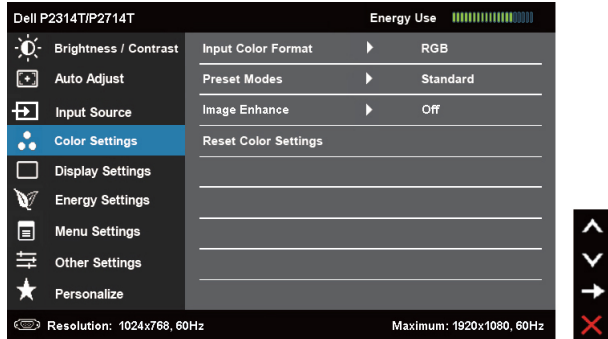 Dell P2314T/P2714T Energy Use
Brightness / Contrast Input Color Format RGB
Auto Adjust Preset Modes Standard
Input Source Image Enhance Off
Color Settings Reset Color Settings
Display Settings
Energy Settings
Menu Settings
Other Settings
Personalize
Resolution: 1024x768, 60Hz Maximum: 1920x1080, 60Hz